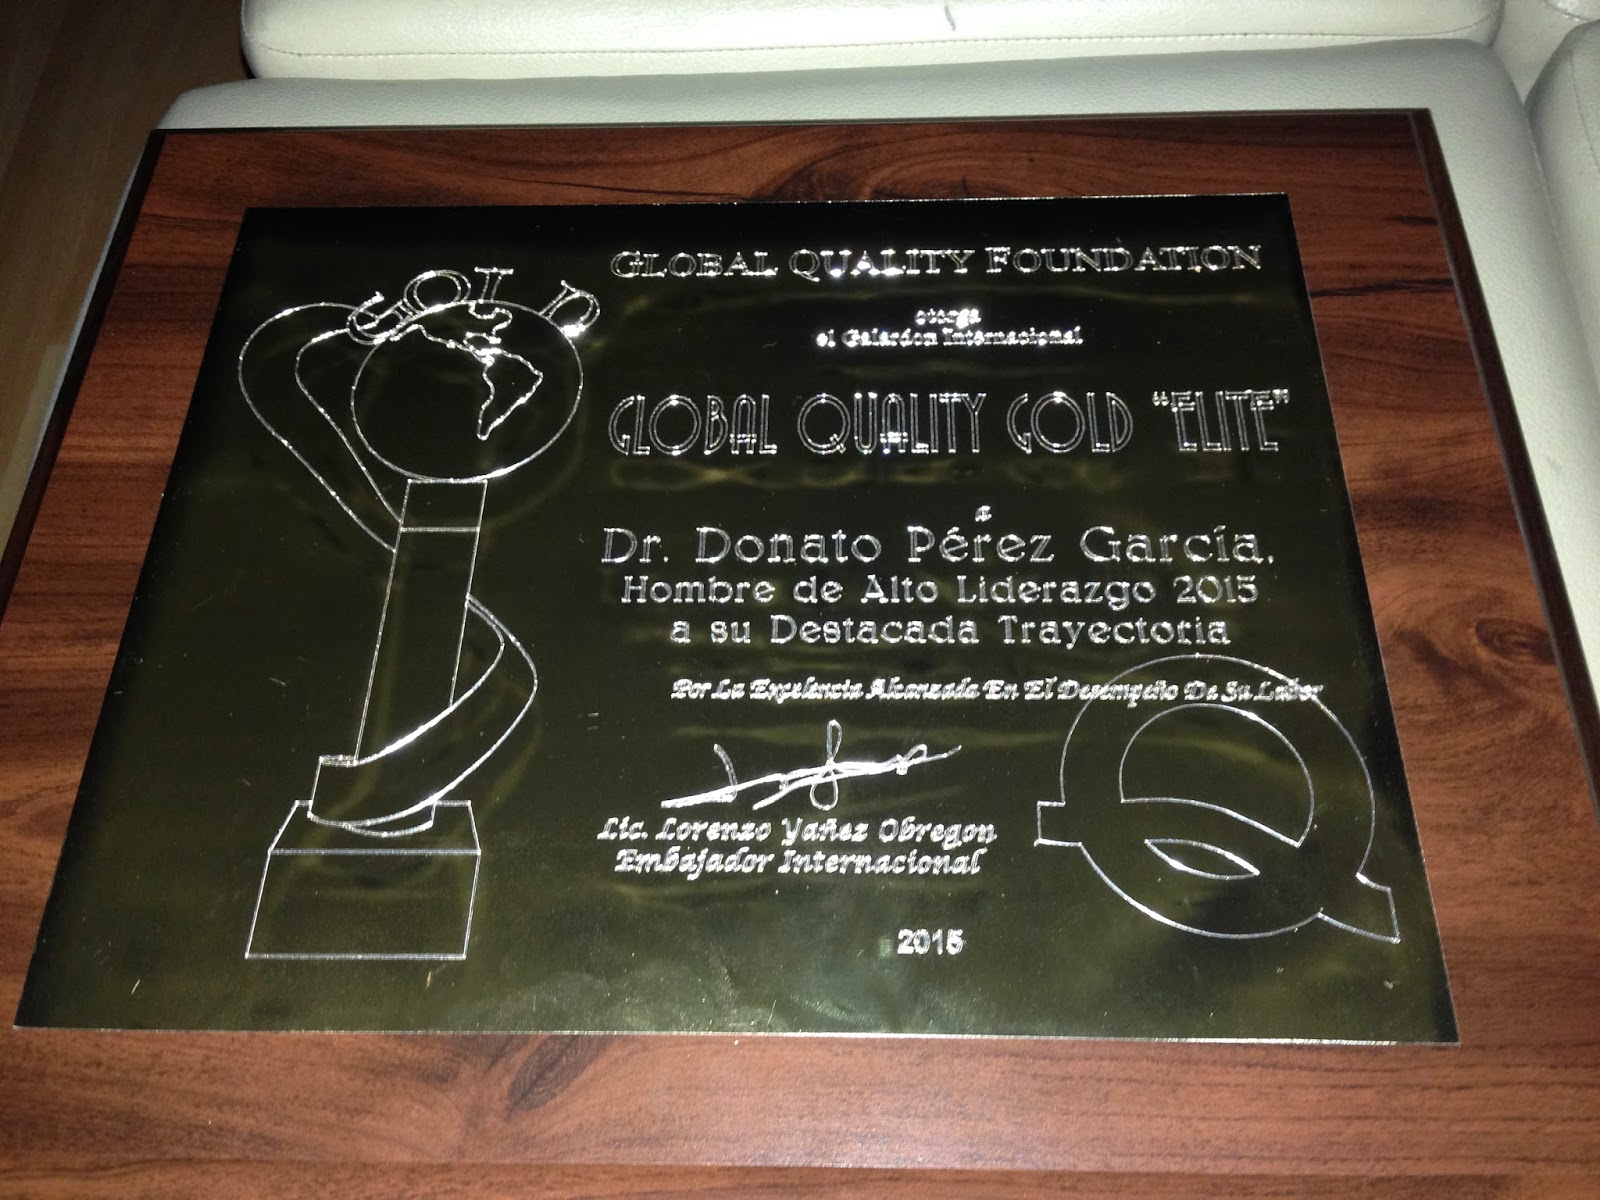 GOLD
GLOBAL QUALITY FOUNDATION
otorga
el Galardon Internacional
GLOBAL QUALITY GOLD "ELITE"
a
Dr. Donato Pérez García,
Hombre de Alto Liderazgo 2015
a su Destacada Trayectoria
Por La Excelencia Alcanzada En El Desempeño De Su Labor
Lic. Lorenzo Yañez Obregon
Embajador Internacional
2015
Q